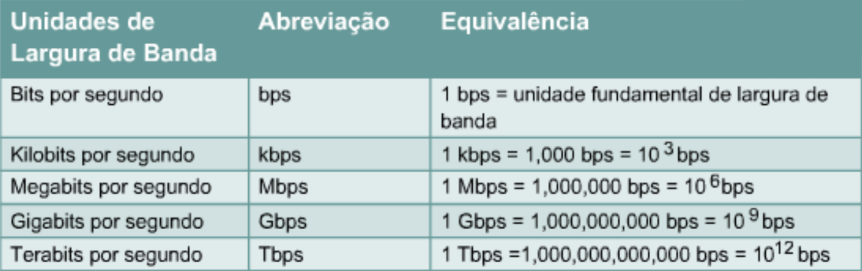 Unidades de Largura de Banda Abreviação Equivalência
Bits por segundo bps 1 bps = unidade fundamental de largura de banda
Kilobits por segundo kbps 1 kbps = 1,000 bps = 10 3 bps
Megabits por segundo Mbps 1 Mbps = 1,000,000 bps = 10 6 bps
Gigabits por segundo Gbps 1 Gbps = 1,000,000,000 bps = 10 9 bps
Terabits por segundo Tbps 1 Tbps =1,000,000,000,000 bps = 10 12 bps